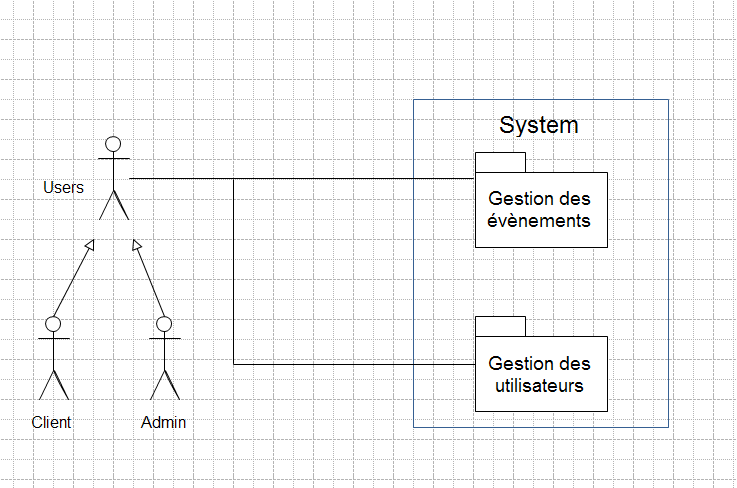 System
Users
Gestion des
évènements
Gestion des
utilisateurs
Client
Admin